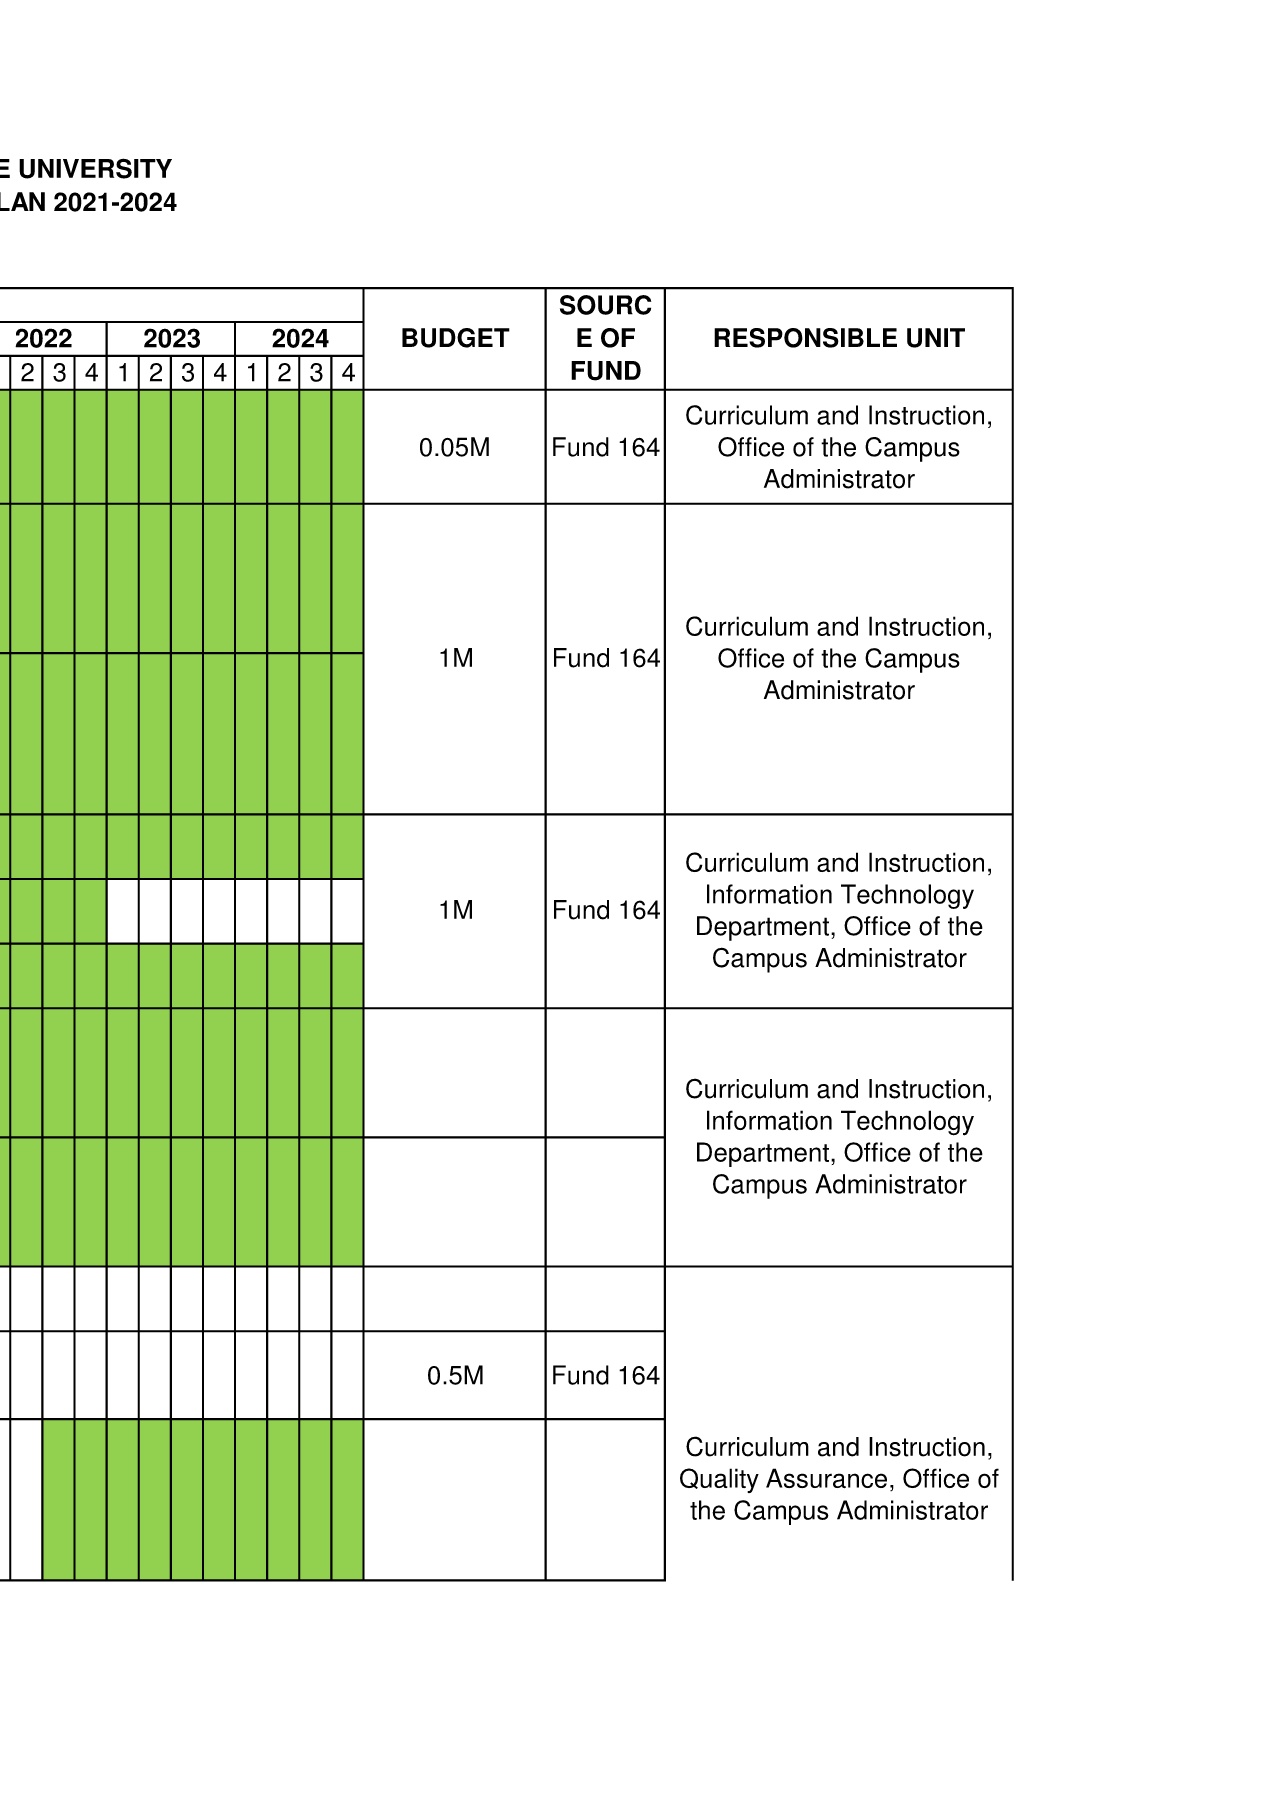 E UNIVERSITY
LAN 2021-2024
BUDGET
SOURC
E OF
FUND
RESPONSIBLE UNIT
2022 2023 2024
2 3 4 1 2 3 4 1 2 3 4
0.05M
Fund 164
Curriculum and Instruction,
Office of the Campus
Administrator
1M
Fund 164
Curriculum and Instruction,
Office of the Campus
Administrator
1M
Fund 164
Curriculum and Instruction,
Information Technology
Department, Office of the
Campus Administrator
Curriculum and Instruction,
Information Technology
Department, Office of the
Campus Administrator
0.5M
Fund 164
Curriculum and Instruction,
Quality Assurance, Office of
the Campus Administrator